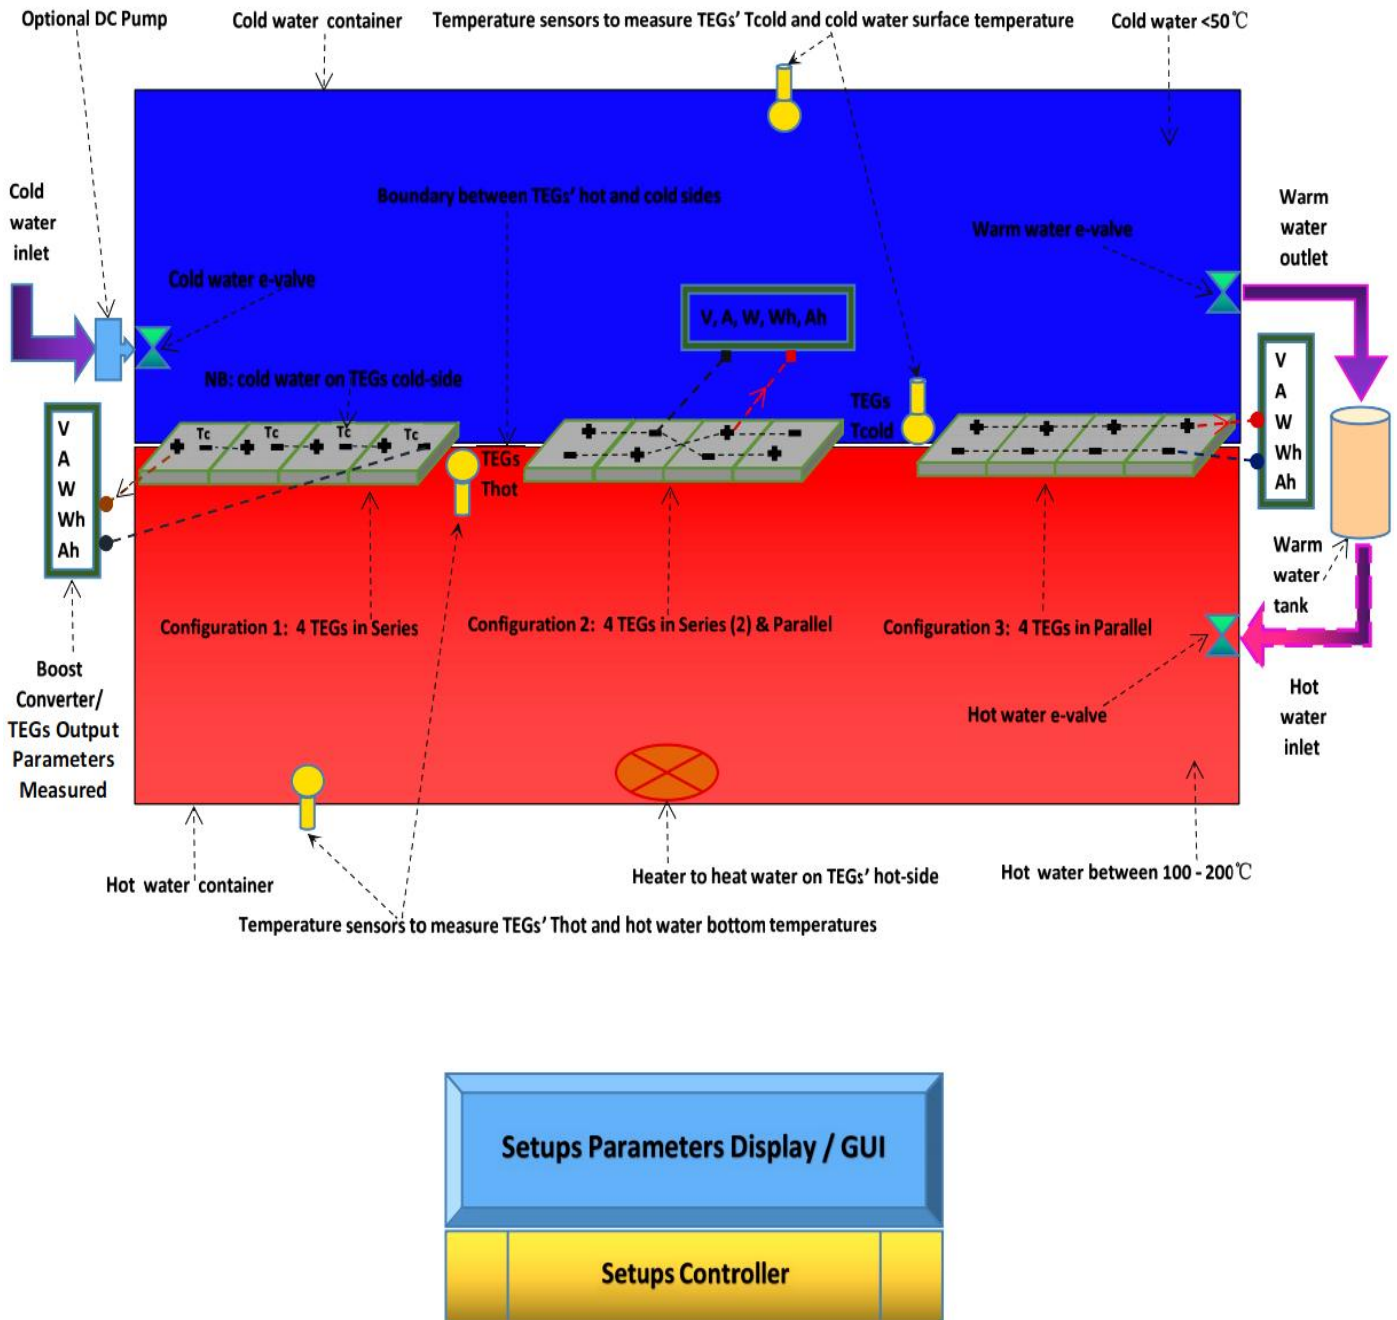 Optional DC Pump
Cold water container
Temperature sensors to measure TEGs' Tcold and cold water surface temperature
Cold water <50℃
Cold
water
inlet
Boundary between TEGs' hot and cold sides
Warm water e-valve
Warm
water
outlet
Cold water e-valve
V, A, W, Wh, Ah
NB: cold water on TEGs cold-side
TEGs
Tcold
V
A
W
Wh
Ah
V
A
W
Wh
Ah
Tc
Tc
Tc
Tc
+ - + - + - + -
+ - + -
- + - +
+ + + +
- - - -
TEGs
Thot
Warm
water
tank
Configuration 1: 4 TEGs in Series
Configuration 2: 4 TEGs in Series (2) & Parallel
Configuration 3: 4 TEGs in Parallel
Boost
Converter/
TEGs Output
Parameters
Measured
Hot water e-valve
Hot
water
inlet
Hot water container
Heater to heat water on TEGs' hot-side
Hot water between 100 - 200℃
Temperature sensors to measure TEGs' Thot and hot water bottom temperatures
Setups Parameters Display / GUI
Setups Controller